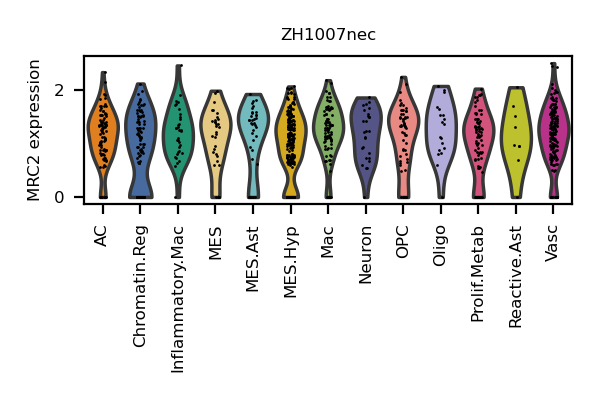 ZH1007nec
MRC2 expression
2
0
AC
Chromatin.Reg
Inflammatory.Mac
MES
MES.Ast
MES.Hyp
Mac
Neuron
OPC
Oligo
Prolif.Metab
Reactive.Ast
Vasc